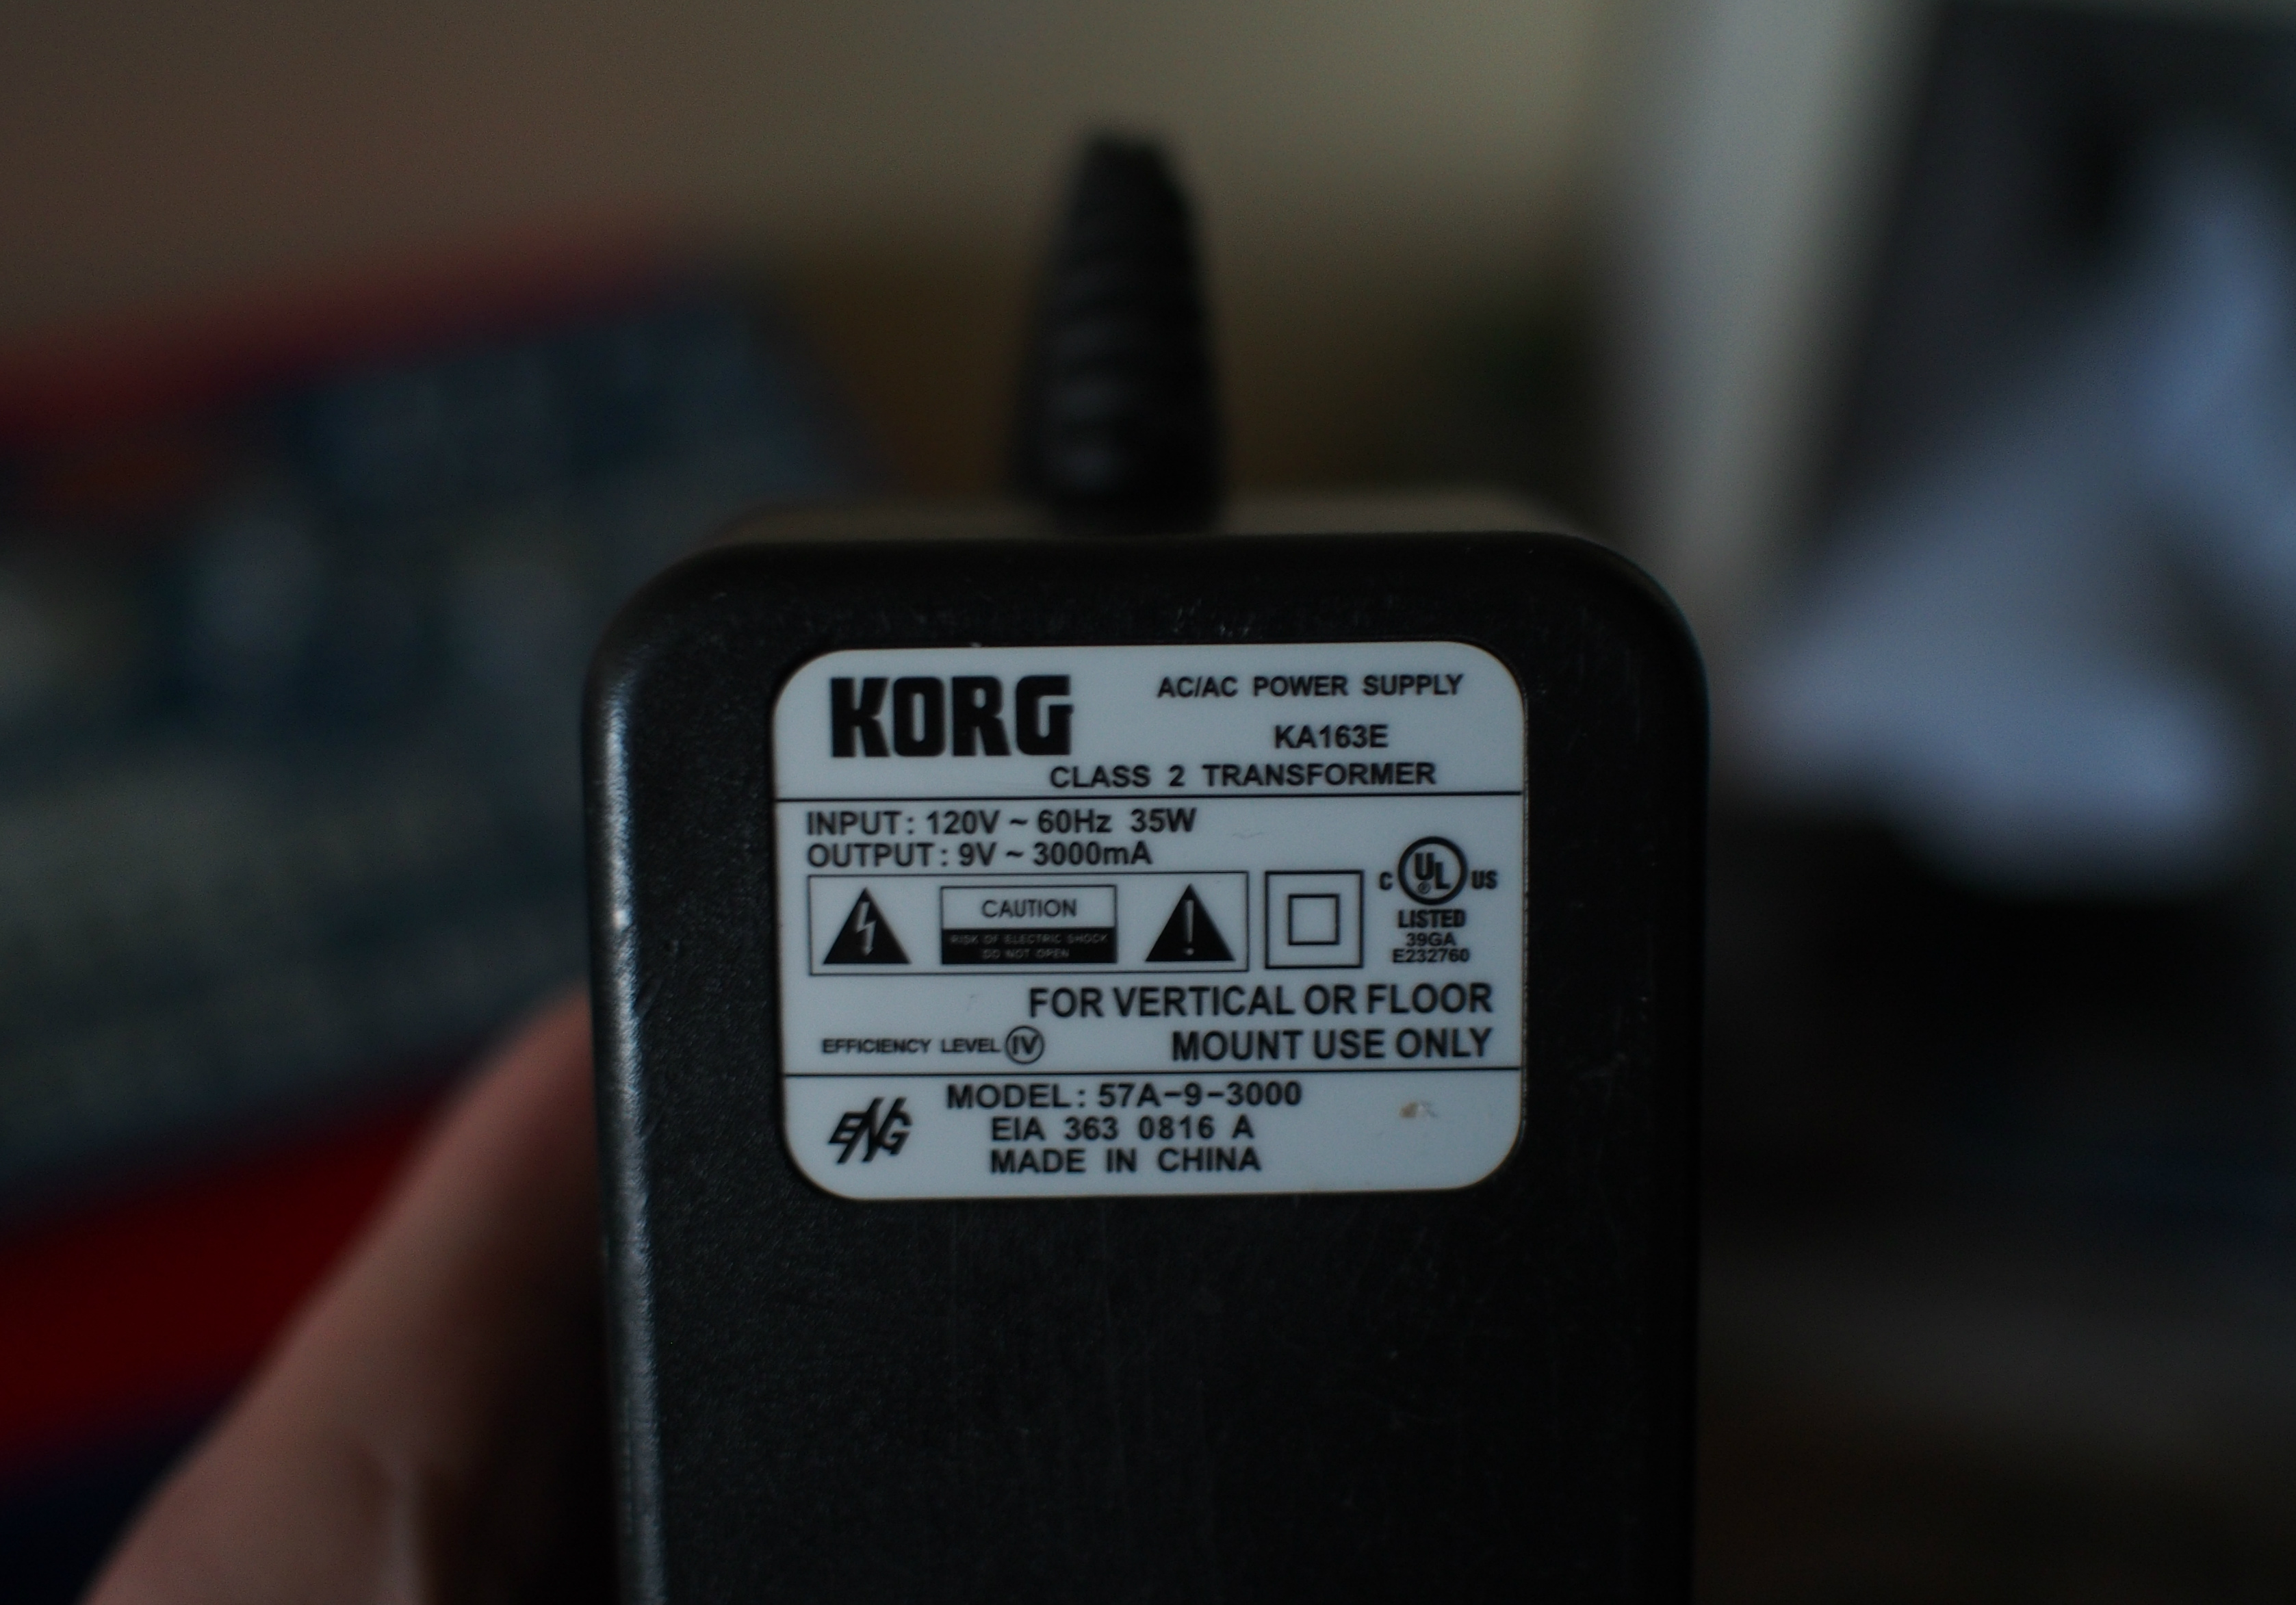 KORG
AC/AC POWER SUPPLY
KA163E
CLASS 2 TRANSFORMER
INPUT : 120V ~ 60Hz 35W
OUTPUT : 9V ~ 3000mA
CAUTION
RISK OF ELECTRIC SHOCK
DO NOT OPEN
C UL ® US
LISTED
39GA
E232760
FOR VERTICAL OR FLOOR
MOUNT USE ONLY
EFFICIENCY LEVEL IV
ENG
MODEL : 57A-9-3000
EIA 363 0816 A
MADE IN CHINA